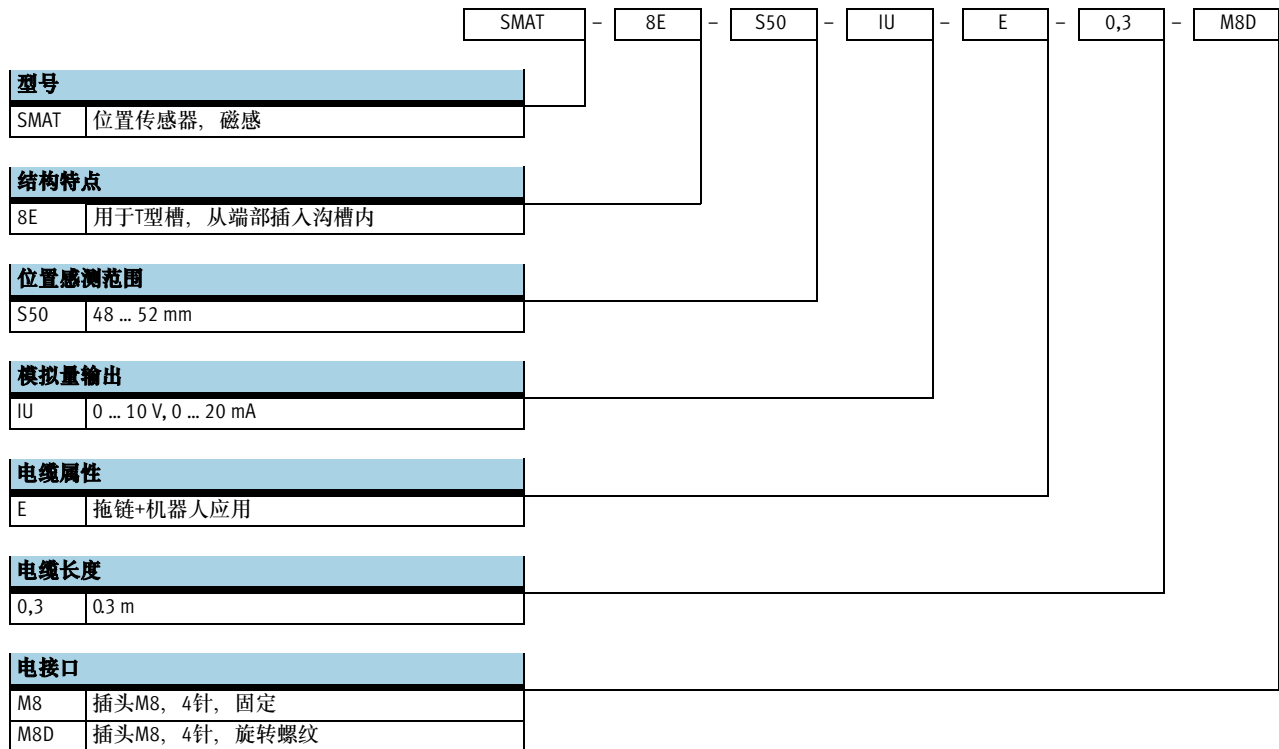 SMAT – 8E – S50 – IU – E – 0,3 – M8D
型号
SMAT 位置传感器，磁感
结构特点
8E 用于T型槽，从端部插入沟槽内
位置感测范围
S50 48 ... 52 mm
模拟量输出
IU 0 ... 10 V, 0 ... 20 mA
电缆属性
E 拖链+机器人应用
电缆长度
0,3 0.3 m
电接口
M8 插头M8，4针，固定
M8D 插头M8，4针，旋转螺纹